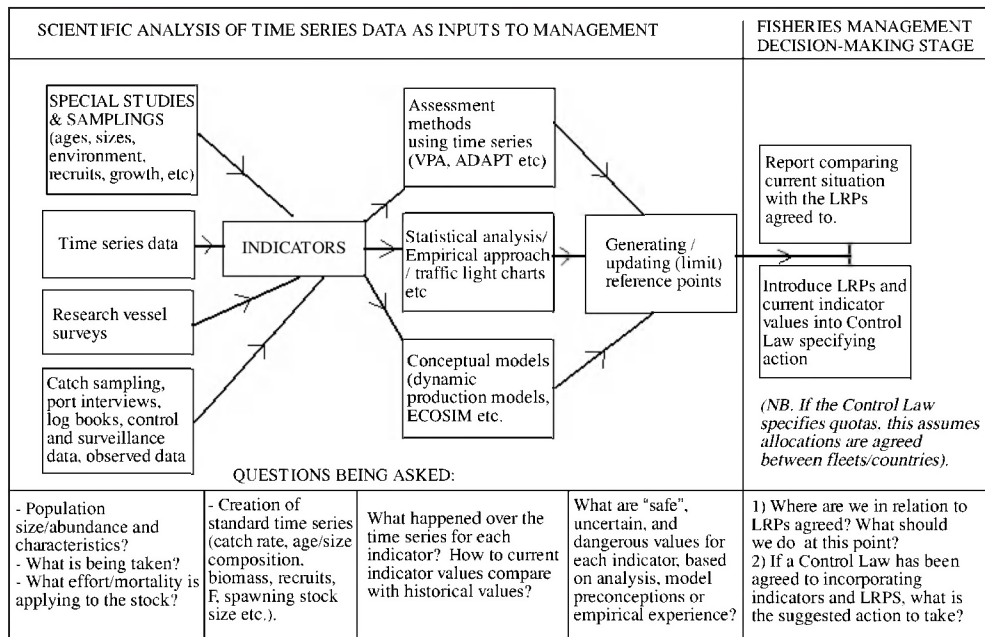 SCIENTIFIC ANALYSIS OF TIME SERIES DATA AS INPUTS TO MANAGEMENT
FISHERIES MANAGEMENT
DECISION-MAKING STAGE
SPECIAL STUDIES
& SAMPLINGS
(ages, sizes,
environment,
recruits, growth, etc)
Time series data
Research vessel
surveys
Catch sampling,
port interviews,
log books, control
and surveillance
data, observed data
INDICATORS
Assessment
methods
using time series
(VPA, ADAPT etc)
Statistical analysis/
Empirical approach
/ traffic light charts
etc
Conceptual models
(dynamic
production models,
ECOSIM etc.
Generating /
updating (limit)
reference points
Report comparing
current situation
with the LRPs
agreed to.
Introduce LRPs and
current indicator
values into Control
Law specifying
action
(NB. If the Control Law
specifies quotas. this assumes
allocations are agreed
between fleets/countries).
QUESTIONS BEING ASKED:
- Population
size/abundance and
characteristics?
- What is being taken?
- What effort/mortality is
applying to the stock?
- Creation of
standard time series
(catch rate, age/size
composition,
biomass, recruits,
F, spawning stock
size etc.).
What happened over the
time series for each
indicator? How to current
indicator values compare
with historical values?
What are "safe",
uncertain, and
dangerous values for
each indicator, based
on analysis, model
preconceptions or
empirical experience?
1) Where are we in relation to
LRPs agreed? What should
we do at this point?
2) If a Control Law has been
agreed to incorporating
indicators and LRPS, what is
the suggested action to take?